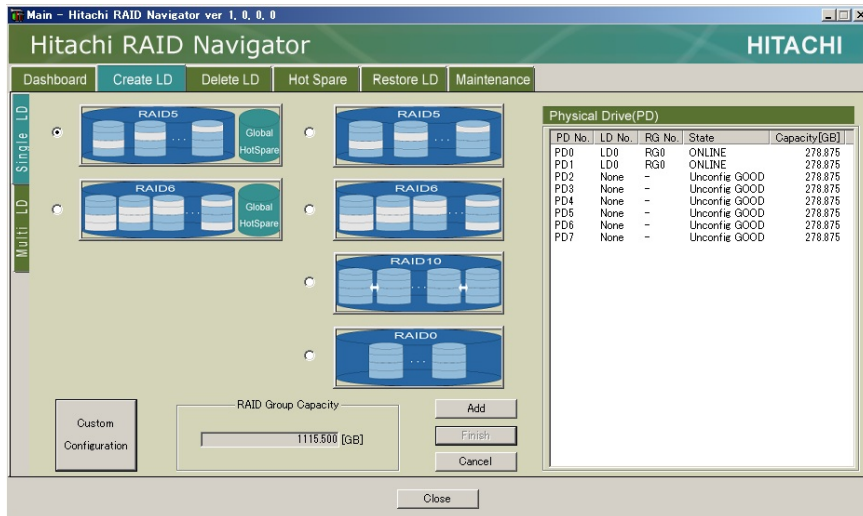 Main - Hitachi RAID Navigator ver 1, 0, 0, 0
Hitachi RAID Navigator
HITACHI
Dashboard Create LD Delete LD Hot Spare Restore LD Maintenance
Single LD
Multi LD
RAID5
Global
HotSpare
RAID5
RAID6
Global
HotSpare
RAID6
RAID10
RAID0
Custom
Configuration
RAID Group Capacity
1115.500 [GB]
Add
Finish
Cancel
Physical Drive(PD)
PD No. LD No. RG No. State Capacity[GB]
PD0 LD0 RG0 ONLINE 278.875
PD1 LD0 RG0 ONLINE 278.875
PD2 None - Unconfig GOOD 278.875
PD3 None - Unconfig GOOD 278.875
PD4 None - Unconfig GOOD 278.875
PD5 None - Unconfig GOOD 278.875
PD6 None - Unconfig GOOD 278.875
PD7 None - Unconfig GOOD 278.875
Close